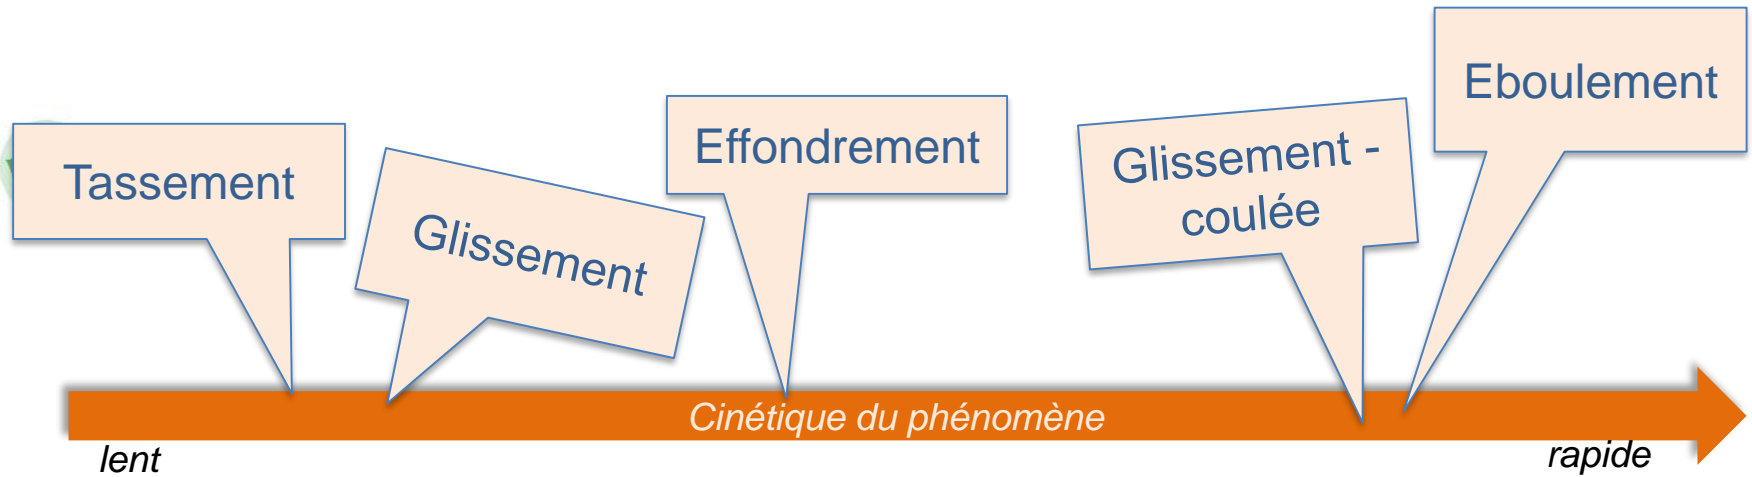 Tassement
Glissement
Effondrement
Glissement -
coulée
Eboulement
Cinétique du phénomène
lent
rapide